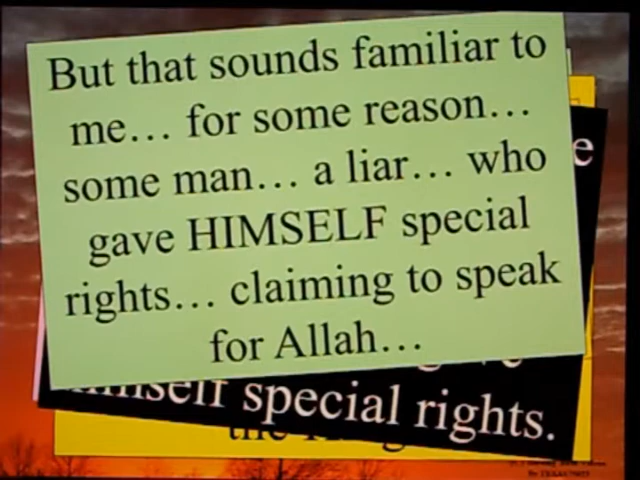 But that sounds familiar to
me… for some reason…
some man… a liar… who
gave HIMSELF special
rights… claiming to speak
for Allah…
himself special rights.